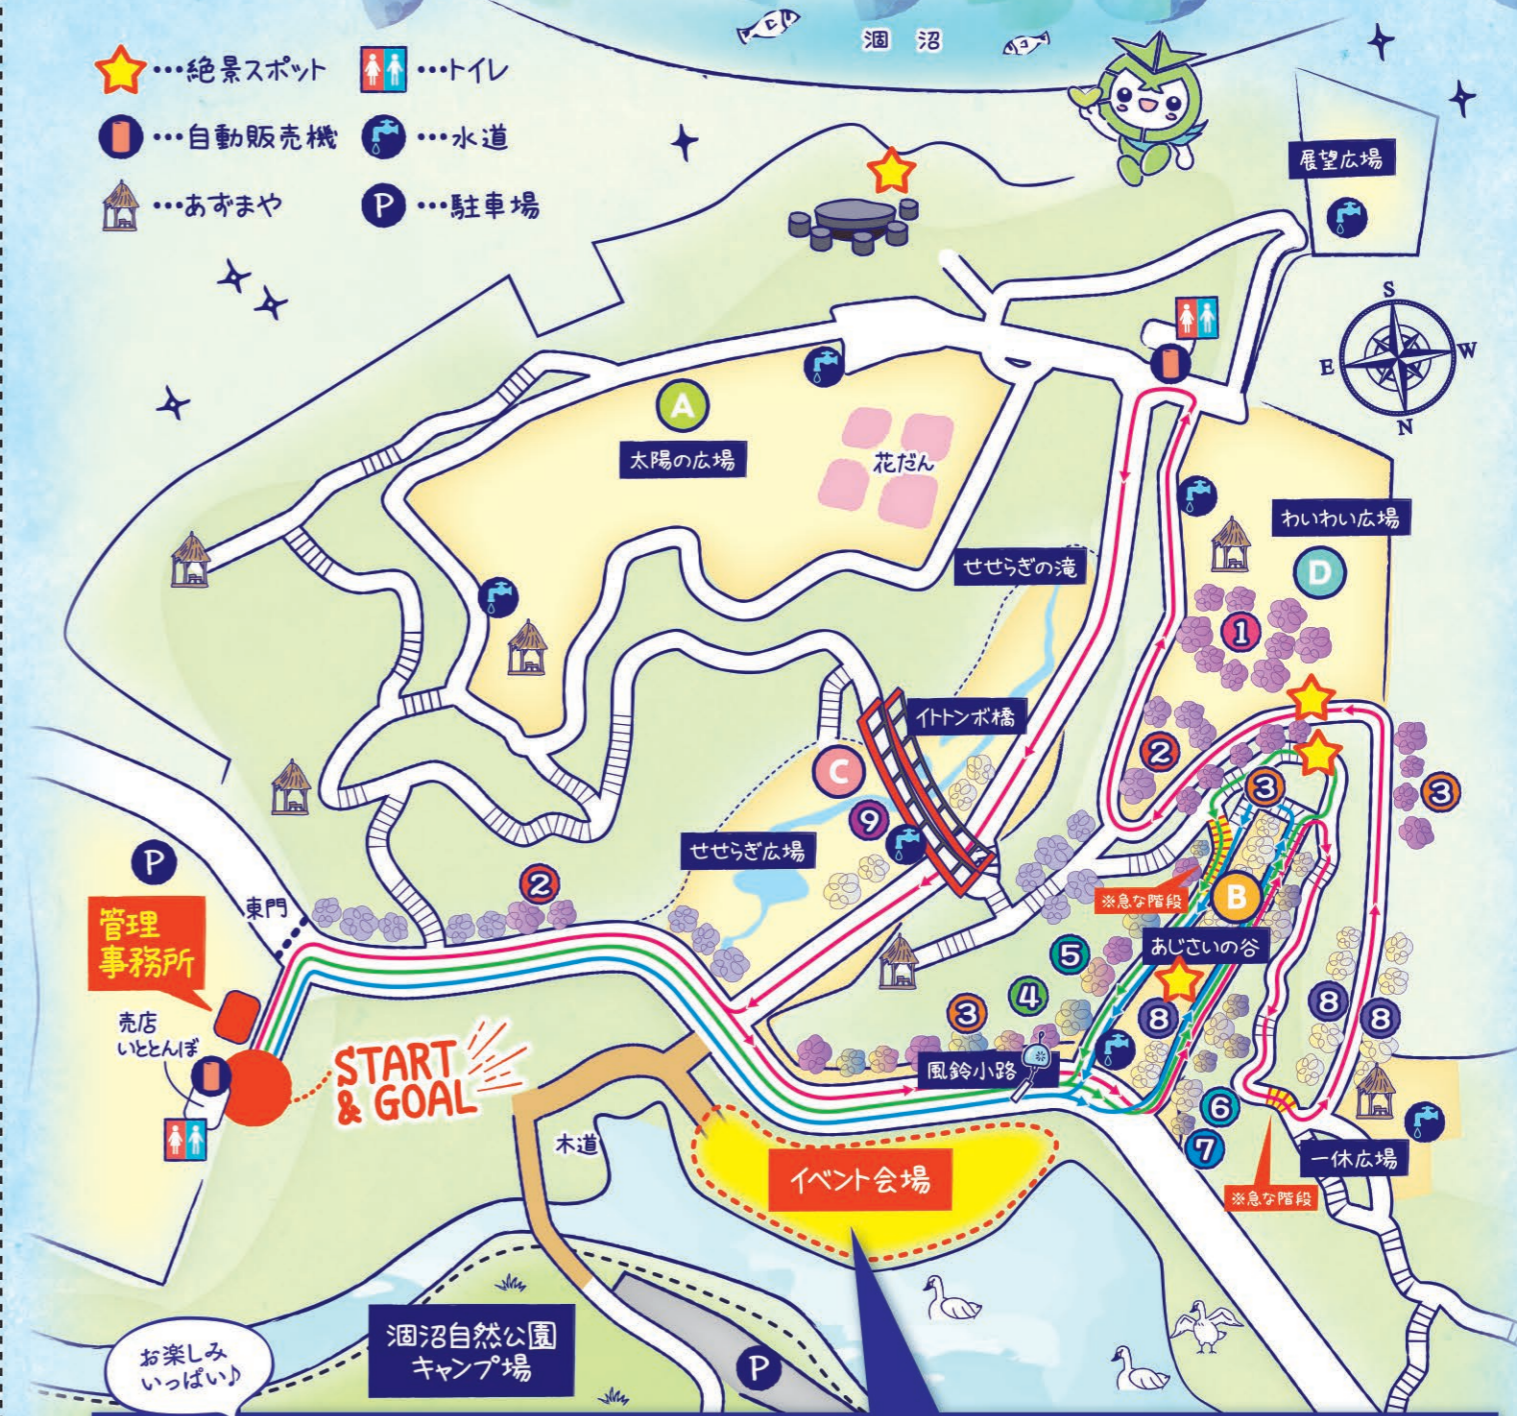 涸沼
…絶景スポット
…トイレ
…自動販売機
…水道
…あずまや
P …駐車場
展望広場
S
E
W
N
A
太陽の広場
花だん
わいわい広場
せせらぎの滝
D
1
イトトンボ橋
2
C
3
3
9
せせらぎ広場
P
2
※急な階段
B
東門
管理
事務所
あじさいの谷
5
4
3
8
8
8
売店
いととんぼ
START
& GOAL
風鈴小路
6
7
木道
一休広場
イベント会場
※急な階段
涸沼自然公園
キャンプ場
P
お楽しみ
いっぱい♪